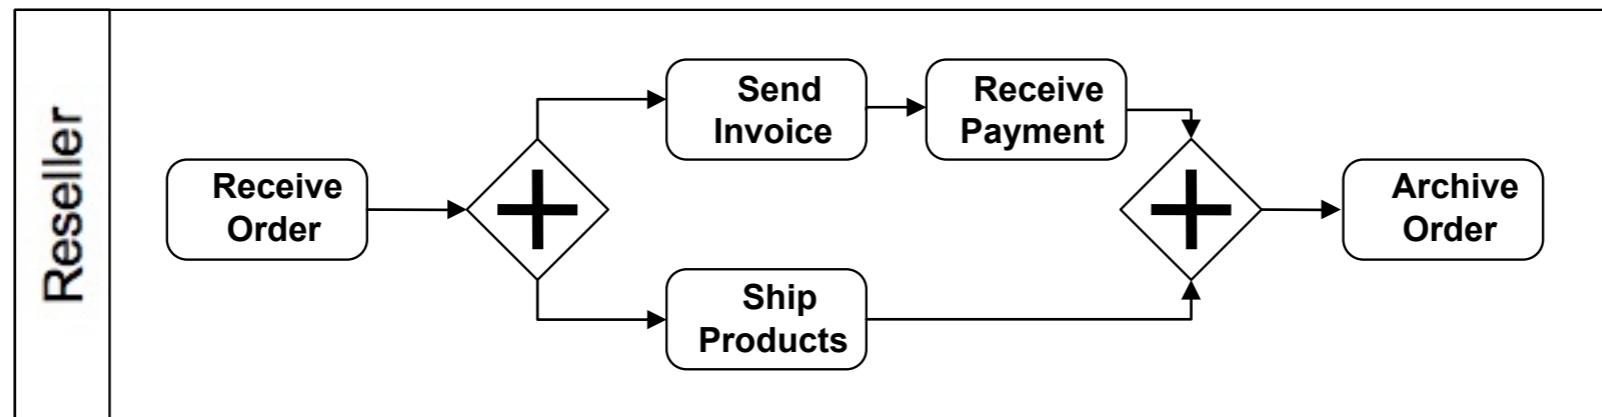 Reseller
Receive
Order
Send
Invoice
Receive
Payment
Ship
Products
Archive
Order